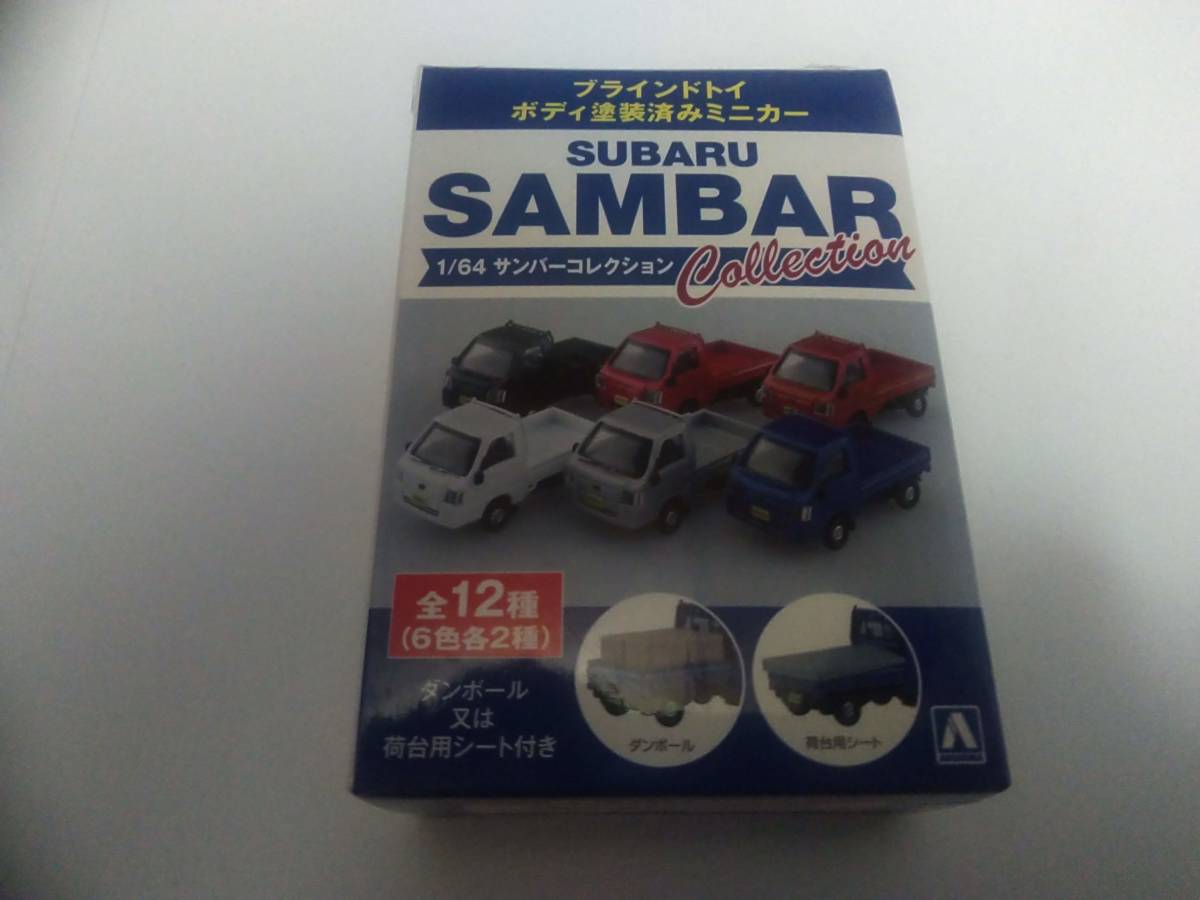 ブラインドトイ
ボディ塗装済みミニカー
SUBARU
SAMBAR
1/64 サンバーコレクション
Collection
全12種
(6色各2種)
ダンボール
又は
荷台用シート付き
ダンボール
荷台用シート